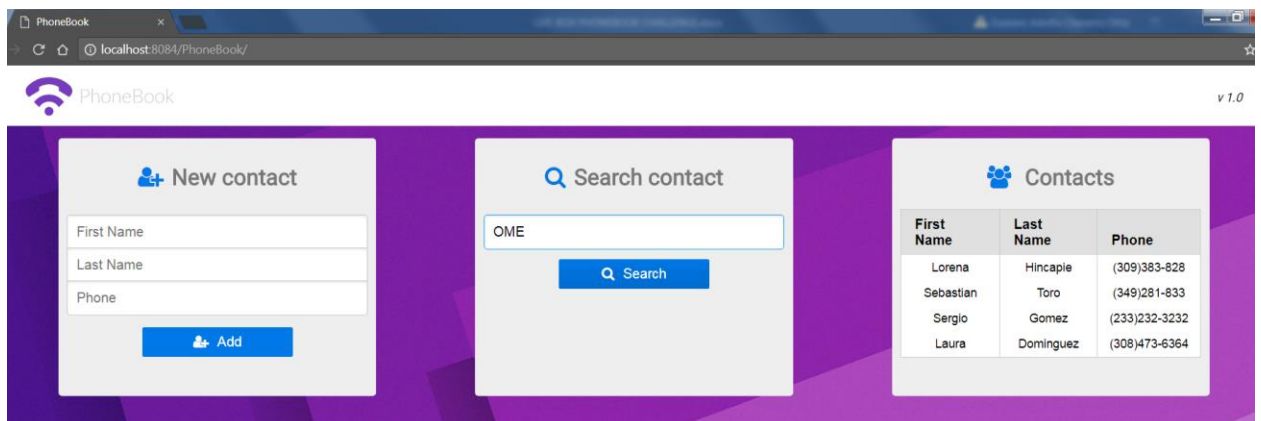 PhoneBook
localhost:8084/PhoneBook/
PhoneBook
v 1.0
New contact
First Name
Last Name
Phone
Add
Search contact
OME
Search
Contacts
First Name Last Name Phone
Lorena Hincapie (309)383-828
Sebastian Toro (349)281-833
Sergio Gomez (233)232-3232
Laura Dominguez (308)473-6364